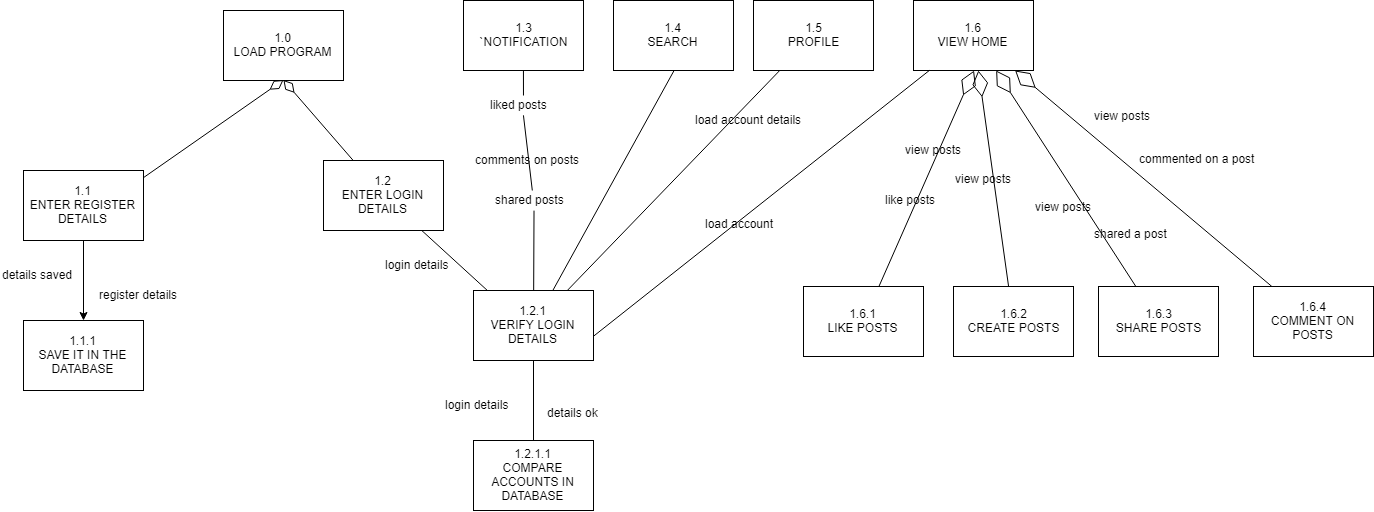 1.0
LOAD PROGRAM
1.3
`NOTIFICATION
1.4
SEARCH
1.5
PROFILE
1.6
VIEW HOME
liked posts
load account details
view posts
comments on posts
view posts
commented on a post
view posts
1.1
ENTER REGISTER
DETAILS
1.2
ENTER LOGIN
DETAILS
shared posts
like posts
view posts
load account
shared a post
details saved
login details
register details
1.2.1
VERIFY LOGIN
DETAILS
1.6.1
LIKE POSTS
1.6.2
CREATE POSTS
1.6.3
SHARE POSTS
1.6.4
COMMENT ON
POSTS
1.1.1
SAVE IT IN THE
DATABASE
login details
details ok
1.2.1.1
COMPARE
ACCOUNTS IN
DATABASE